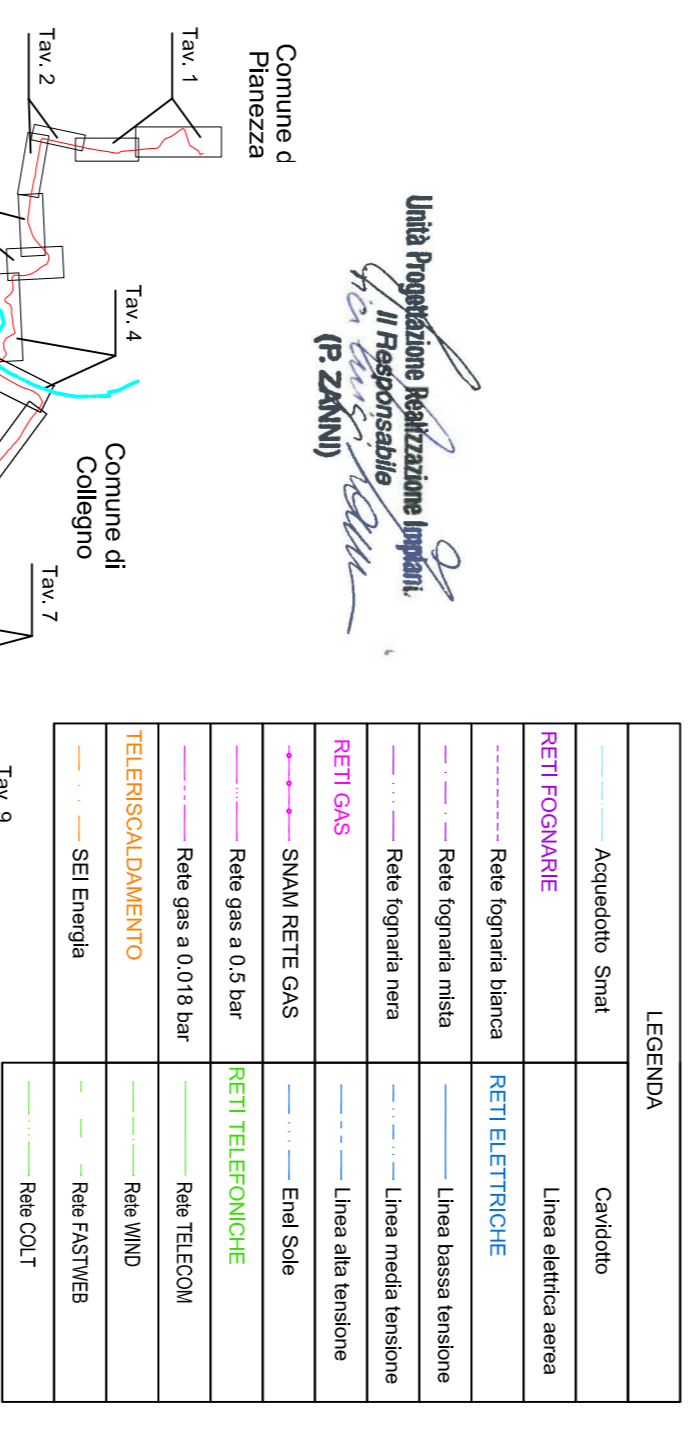 Comune d
Pianezza
Tav. 1
Tav. 2
Tav. 4
Comune di
Collegno
Tav. 7
Tav. 9
Unità Progettazione Realizzazione Impianti.
Il Responsabile
(P. ZANNI)
LEGENDA
Acquedotto Smat
Cavidotto
Linea elettrica aerea
RETI FOGNARIE
RETI ELETTRICHE
Rete fognaria bianca
Linea bassa tensione
Rete fognaria mista
Linea media tensione
Rete fognaria nera
Linea alta tensione
RETI GAS
Enel Sole
SNAM RETE GAS
RETI TELEFONICHE
Rete gas a 0.5 bar
Rete TELECOM
Rete gas a 0.018 bar
Rete WIND
TELERISCALDAMENTO
Rete FASTWEB
SEI Energia
Rete COLT